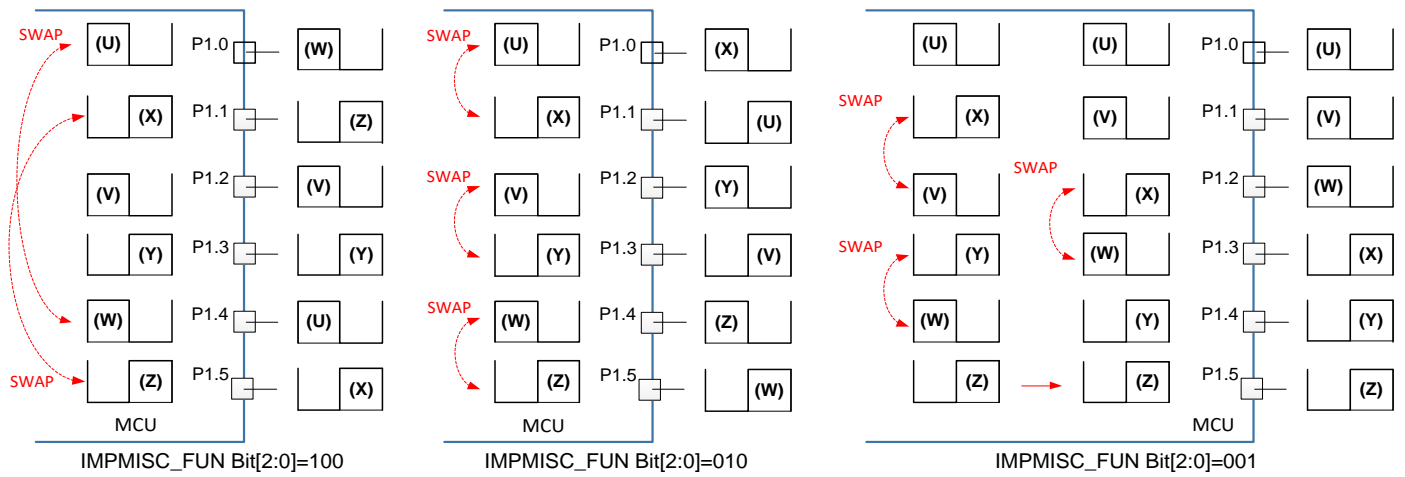 SWAP (U) P1.0 (W)
(X) P1.1 (Z)
(V) P1.2 (V)
(Y) P1.3 (Y)
(W) P1.4 (U)
SWAP (Z) P1.5 (X)
MCU
IMPMISC_FUN Bit[2:0]=100
SWAP (U) P1.0 (X)
(X) P1.1 (U)
SWAP (V) P1.2 (Y)
(Y) P1.3 (V)
SWAP (W) P1.4 (Z)
(Z) P1.5 (W)
MCU
IMPMISC_FUN Bit[2:0]=010
(U) (U) P1.0 (U)
SWAP (X) (V) P1.1 (V)
(V) SWAP (X) P1.2 (W)
SWAP (Y) (W) P1.3 (X)
(W) (Y) P1.4 (Y)
(Z) (Z) P1.5 (Z)
MCU
IMPMISC_FUN Bit[2:0]=001